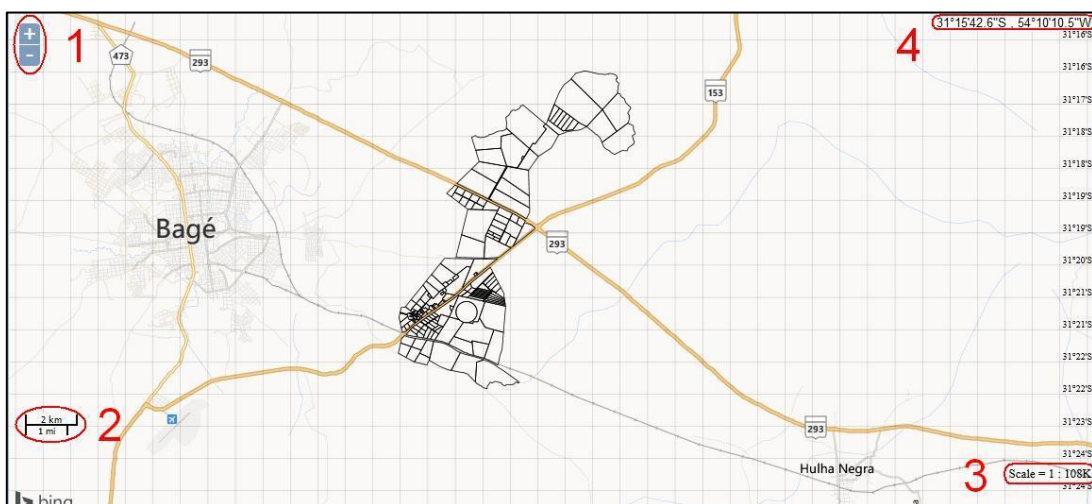 +
1
-
4
31°15'42.6"S , 54°10'10.5"W
31°16'S
473
293
31°16'S
153
31°17'S
31°18'S
31°18'S
31°19'S
Bagé
31°19'S
293
31°20'S
31°21'S
31°21'S
31°22'S
2 km
1 mi
2
293
31°23'S
31°24'S
Hulha Negra
3
Scale = 1 : 108K
31°24'S
bing